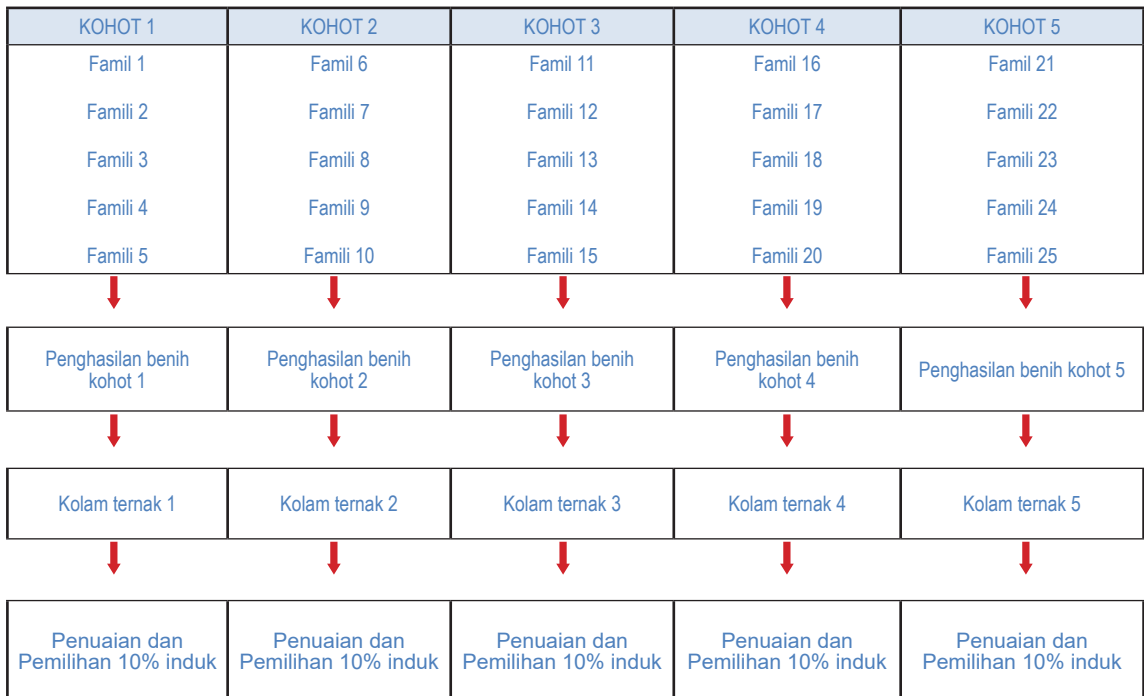 KOHOT 1 KOHOT 2 KOHOT 3 KOHOT 4 KOHOT 5
Famil 1 Famil 6 Famil 11 Famil 16 Famil 21
Famili 2 Famili 7 Famili 12 Famili 17 Famili 22
Famili 3 Famili 8 Famili 13 Famili 18 Famili 23
Famili 4 Famili 9 Famili 14 Famili 19 Famili 24
Famili 5 Famili 10 Famili 15 Famili 20 Famili 25
Penghasilan benih
kohot 1
Penghasilan benih
kohot 2
Penghasilan benih
kohot 3
Penghasilan benih
kohot 4
Penghasilan benih kohot 5
Kolam ternak 1 Kolam ternak 2 Kolam ternak 3 Kolam ternak 4 Kolam ternak 5
Penuaian dan
Pemilihan 10% induk
Penuaian dan
Pemilihan 10% induk
Penuaian dan
Pemilihan 10% induk
Penuaian dan
Pemilihan 10% induk
Penuaian dan
Pemilihan 10% induk